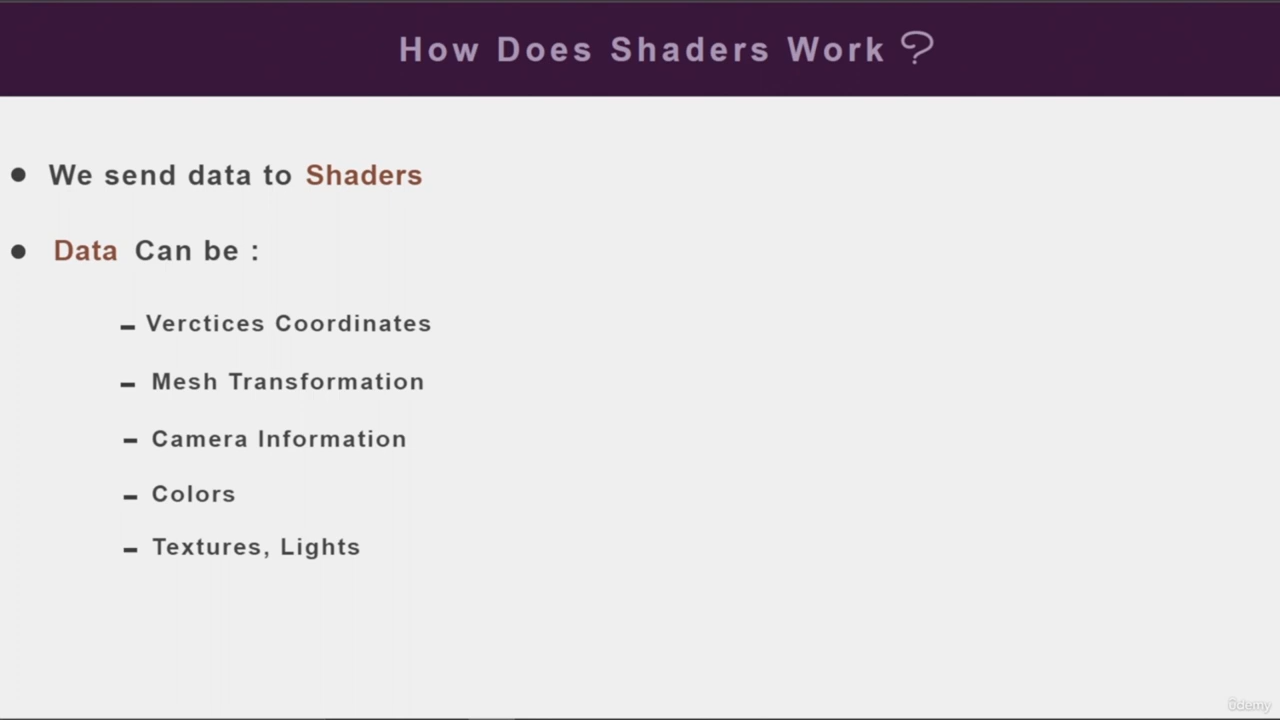 How Does Shaders Work ?
• We send data to Shaders
• Data Can be :
– Verctices Coordinates
– Mesh Transformation
– Camera Information
– Colors
– Textures, Lights
ûdemy